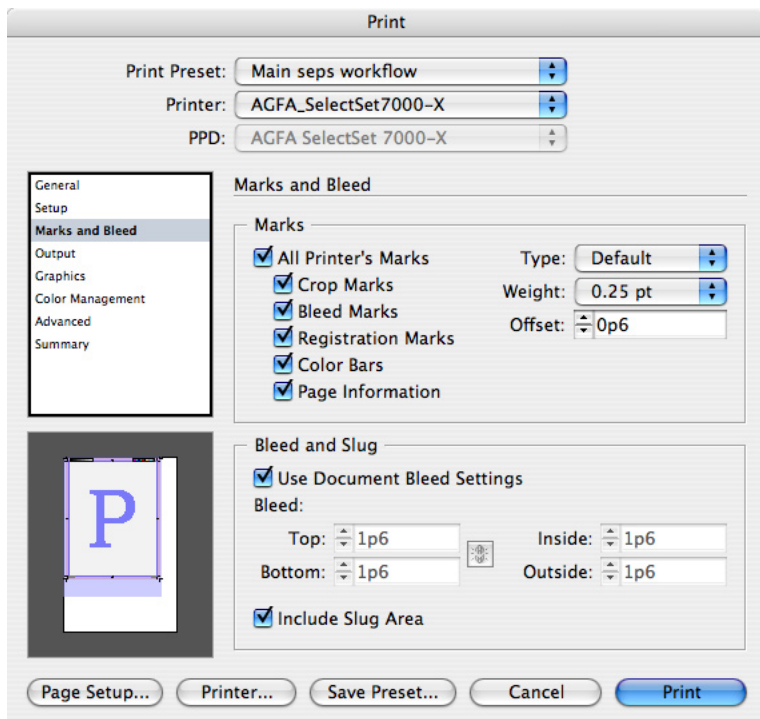 Print
Print Preset: Main seps workflow
Printer: AGFA_SelectSet7000-X
PPD: AGFA SelectSet 7000-X
General
Setup
Marks and Bleed
Output
Graphics
Color Management
Advanced
Summary
Marks and Bleed
Marks
All Printer's Marks
Crop Marks
Bleed Marks
Registration Marks
Color Bars
Page Information
Type: Default
Weight: 0.25 pt
Offset: 0p6
P
Bleed and Slug
Use Document Bleed Settings
Bleed:
Top: 1p6 Inside: 1p6
Bottom: 1p6 Outside: 1p6
Include Slug Area
Page Setup... Printer... Save Preset... Cancel Print